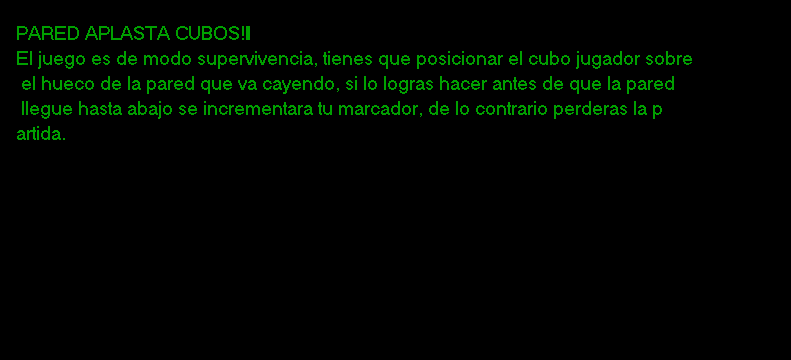 PARED APLASTA CUBOS!
El juego es de modo supervivencia, tienes que posicionar el cubo jugador sobre
el hueco de la pared que va cayendo, si lo logras hacer antes de que la pared
llegue hasta abajo se incrementara tu marcador, de lo contrario perderas la p
artida.